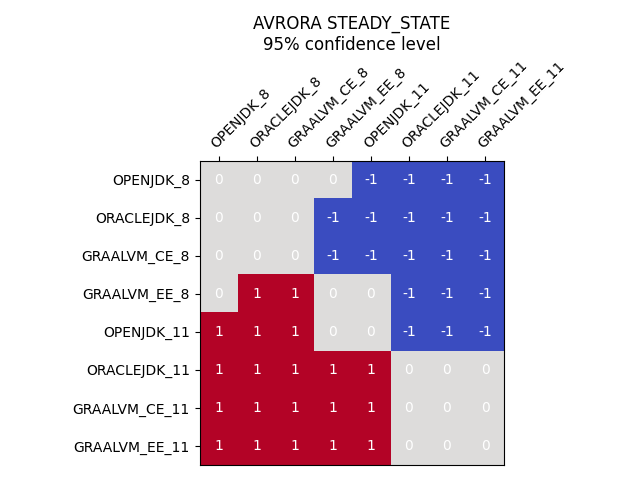 AVRORA STEADY_STATE
95% confidence level
OPENJDK_8 ORACLEJDK_8 GRAALVM_CE_8 GRAALVM_EE_8 OPENJDK_11 ORACLEJDK_11 GRAALVM_CE_11 GRAALVM_EE_11
OPENJDK_8 0 0 0 0 -1 -1 -1 -1
ORACLEJDK_8 0 0 0 -1 -1 -1 -1 -1
GRAALVM_CE_8 0 0 0 -1 -1 -1 -1 -1
GRAALVM_EE_8 0 1 1 0 0 -1 -1 -1
OPENJDK_11 1 1 1 0 0 -1 -1 -1
ORACLEJDK_11 1 1 1 1 1 0 0 0
GRAALVM_CE_11 1 1 1 1 1 0 0 0
GRAALVM_EE_11 1 1 1 1 1 0 0 0